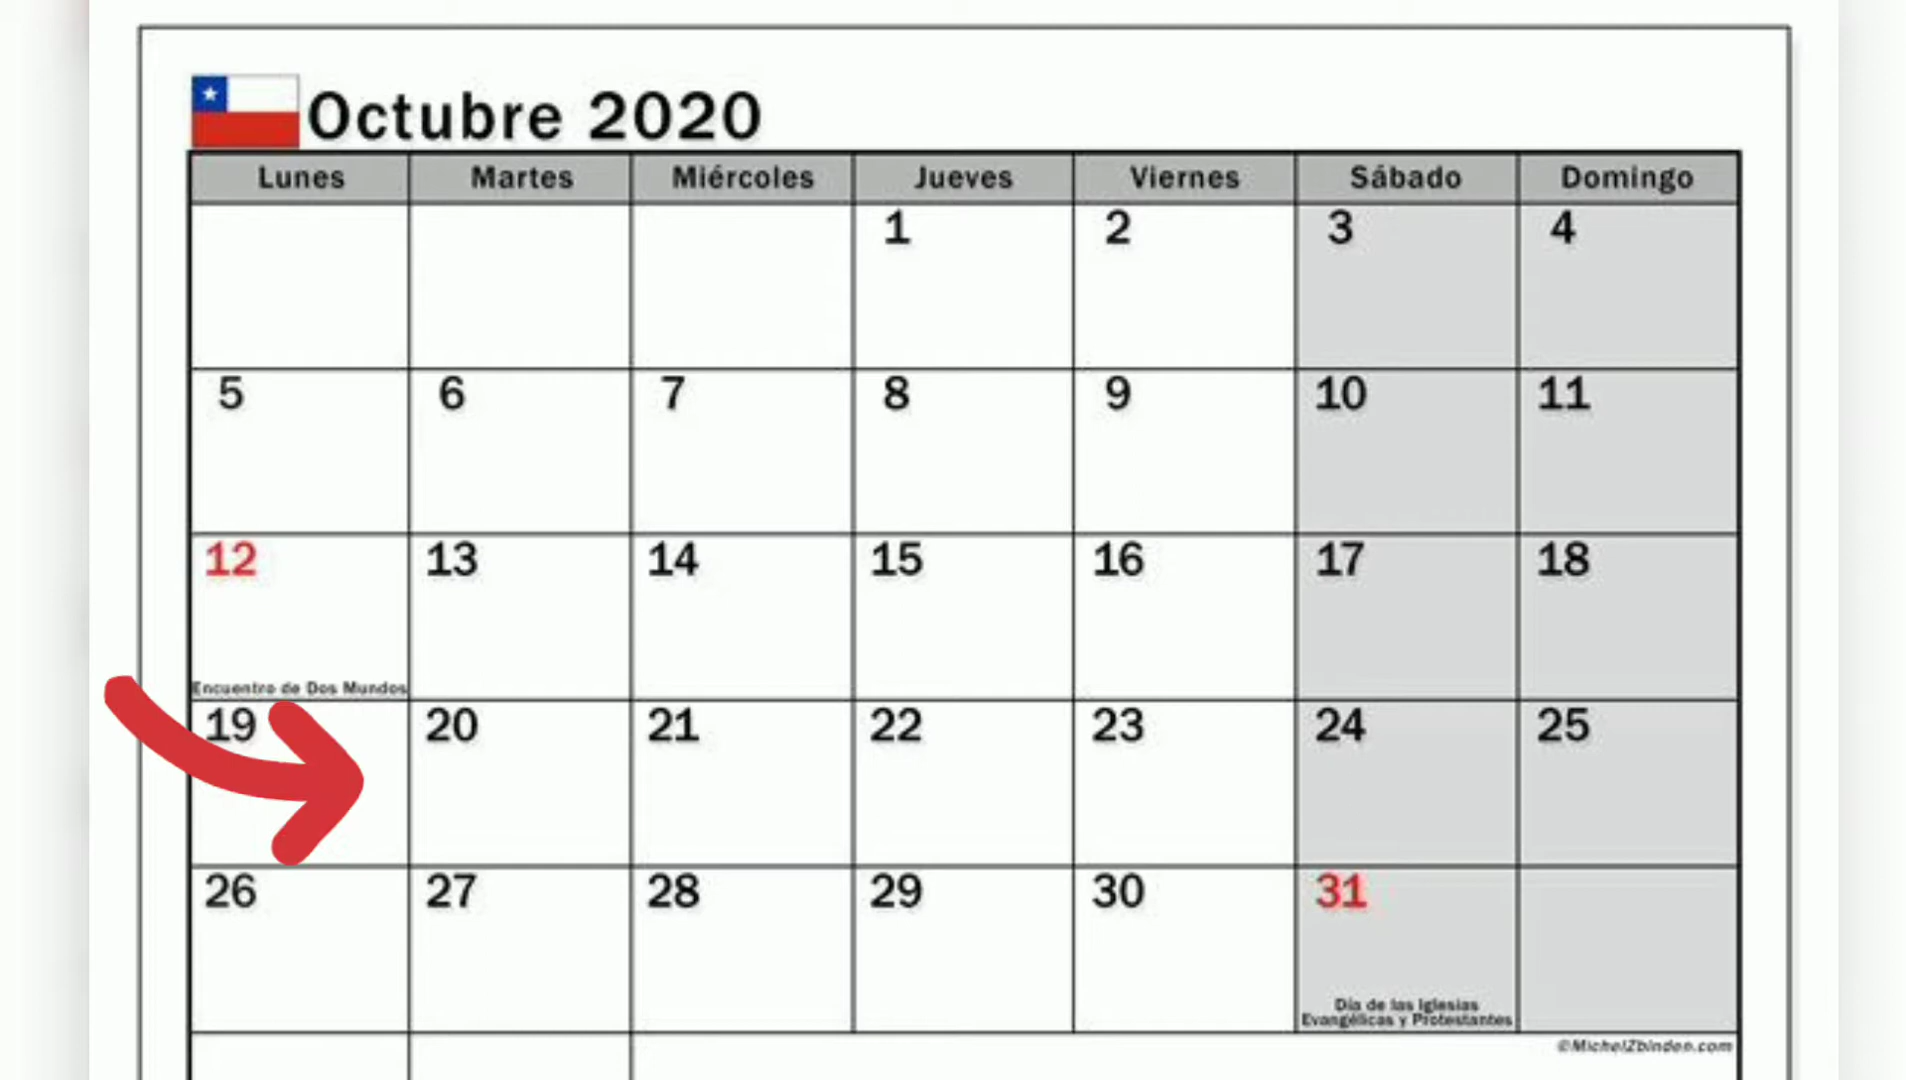 Octubre 2020
Lunes Martes Miércoles Jueves Viernes Sábado Domingo
1 2 3 4
5 6 7 8 9 10 11
12 13 14 15 16 17 18
Encuentro de Dos Mundos
19 20 21 22 23 24 25
26 27 28 29 30 31
Día de las Iglesias
Evangélicas y Protestantes
©MichelZbinden.com